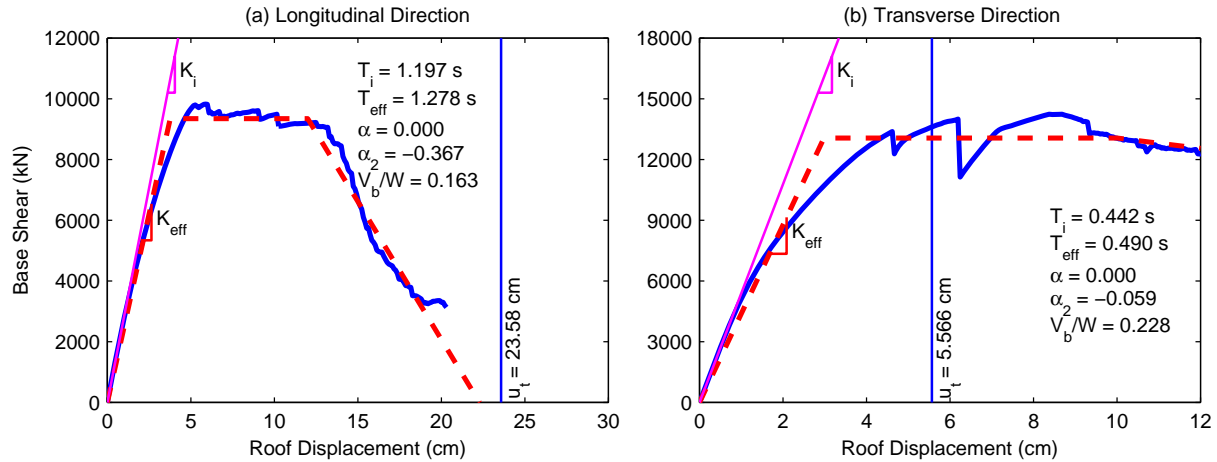 (a) Longitudinal Direction
12000
10000
8000
6000
4000
2000
0
Base Shear (kN)
K_i
K_eff
T_i = 1.197 s
T_eff = 1.278 s
α = 0.000
α_2 = −0.367
V_b/W = 0.163
u_t = 23.58 cm
0 5 10 15 20 25 30
Roof Displacement (cm)
(b) Transverse Direction
18000
15000
12000
9000
6000
3000
0
K_i
K_eff
T_i = 0.442 s
T_eff = 0.490 s
α = 0.000
α_2 = −0.059
V_b/W = 0.228
u_t = 5.566 cm
0 2 4 6 8 10 12
Roof Displacement (cm)